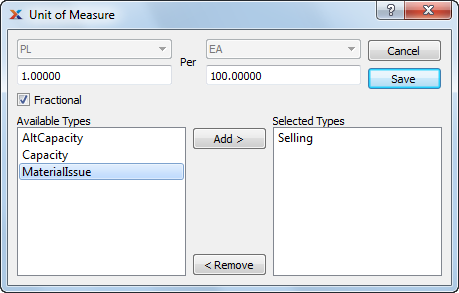 Unit of Measure
PL
Per
EA
Cancel
1.00000
100.00000
Save
Fractional
Available Types
Selected Types
AltCapacity
Capacity
MaterialIssue
Add >
Selling
< Remove